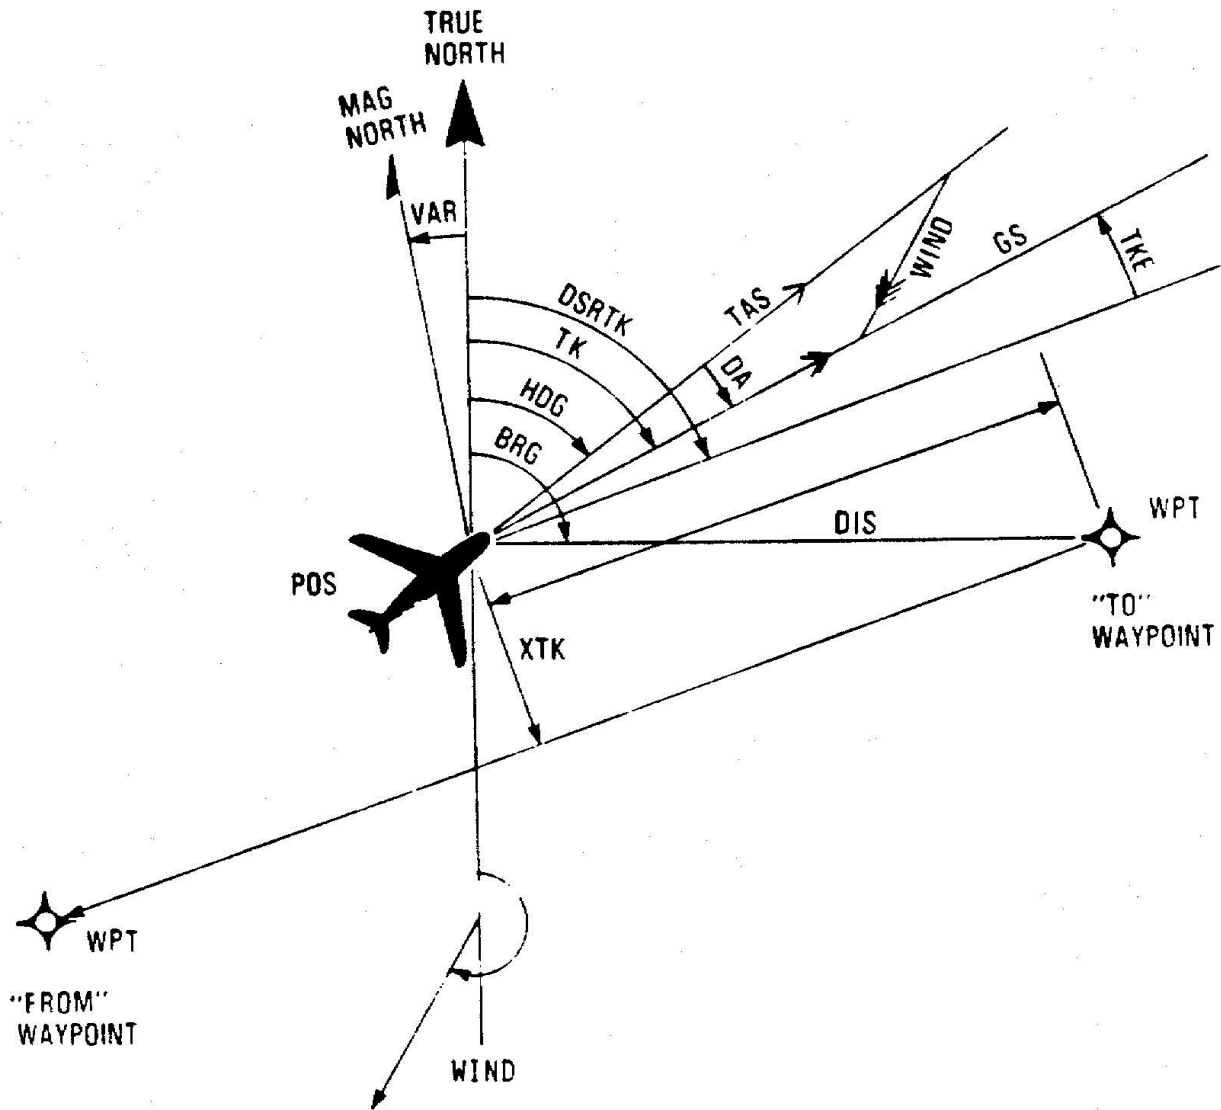 TRUE
NORTH
MAG
NORTH
VAR
DSRTK
TK
HDG
BRG
TAS
DA
WIND
GS
TKE
DIS
WPT
"TO"
WAYPOINT
POS
XTK
WPT
"FROM"
WAYPOINT
WIND